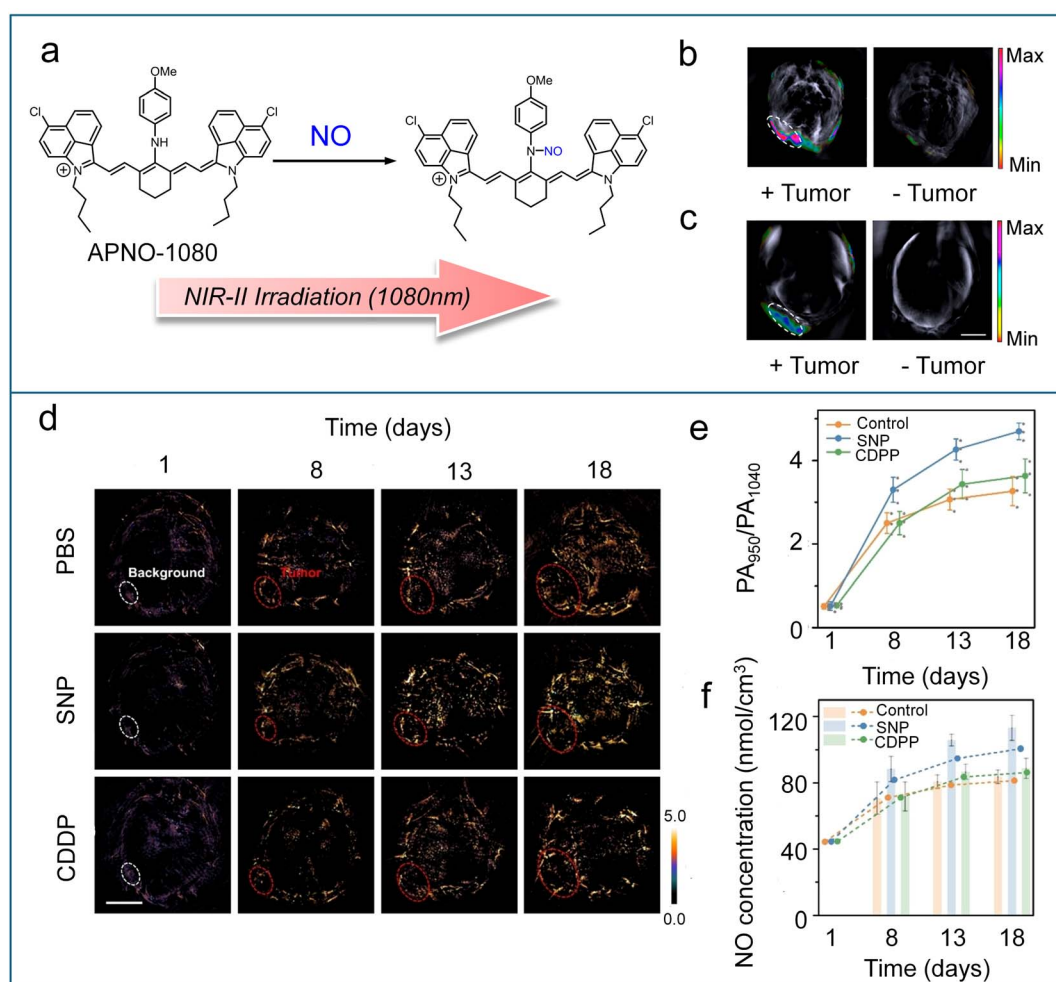 a
OMe
Cl
NH
Cl
N
N
APNO-1080
NO
OMe
Cl
N-NO
Cl
N
N
NIR-II Irradiation (1080nm)
b
+ Tumor
- Tumor
Max
Min
c
+ Tumor
- Tumor
Max
Min
d
Time (days)
1 8 13 18
PBS
Background
Tumor
SNP
CDDP
5.0
0.0
e
Control
SNP
CDPP
PA950/PA1040
4
2
0
1 8 13 18
Time (days)
f
Control
SNP
CDPP
NO concentration (nmol/cm³)
120
80
40
0
1 8 13 18
Time (days)